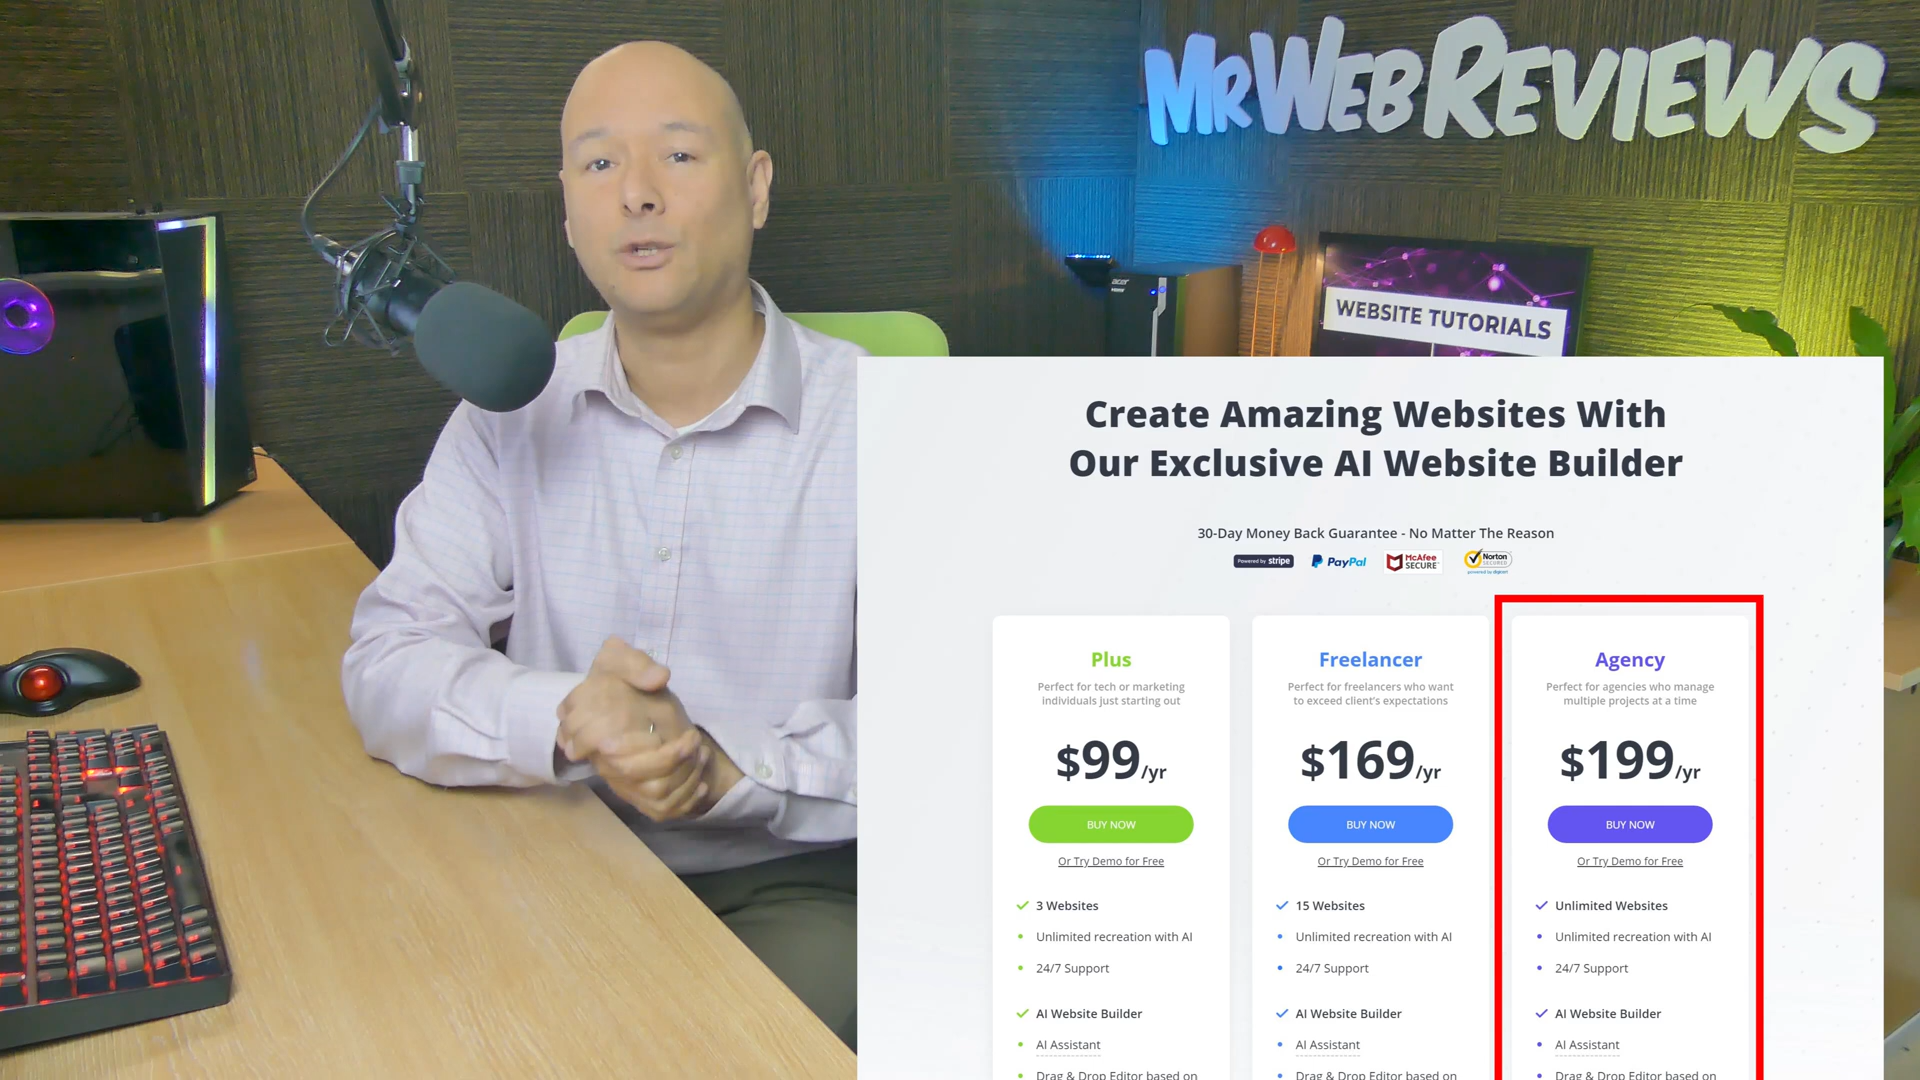 MRWEBREVIEWS
acer
WEBSITE TUTORIALS
Create Amazing Websites With
Our Exclusive AI Website Builder
30-Day Money Back Guarantee - No Matter The Reason
Powered by stripe
PayPal
McAfee
SECURE
Norton
SECURED
powered by digicert
Plus
Perfect for tech or marketing
individuals just starting out
$99/yr
BUY NOW
Or Try Demo for Free
3 Websites
Unlimited recreation with AI
24/7 Support
AI Website Builder
AI Assistant
Drag & Drop Editor based on
Freelancer
Perfect for freelancers who want
to exceed client's expectations
$169/yr
BUY NOW
Or Try Demo for Free
15 Websites
Unlimited recreation with AI
24/7 Support
AI Website Builder
AI Assistant
Drag & Drop Editor based on
Agency
Perfect for agencies who manage
multiple projects at a time
$199/yr
BUY NOW
Or Try Demo for Free
Unlimited Websites
Unlimited recreation with AI
24/7 Support
AI Website Builder
AI Assistant
Drag & Drop Editor based on